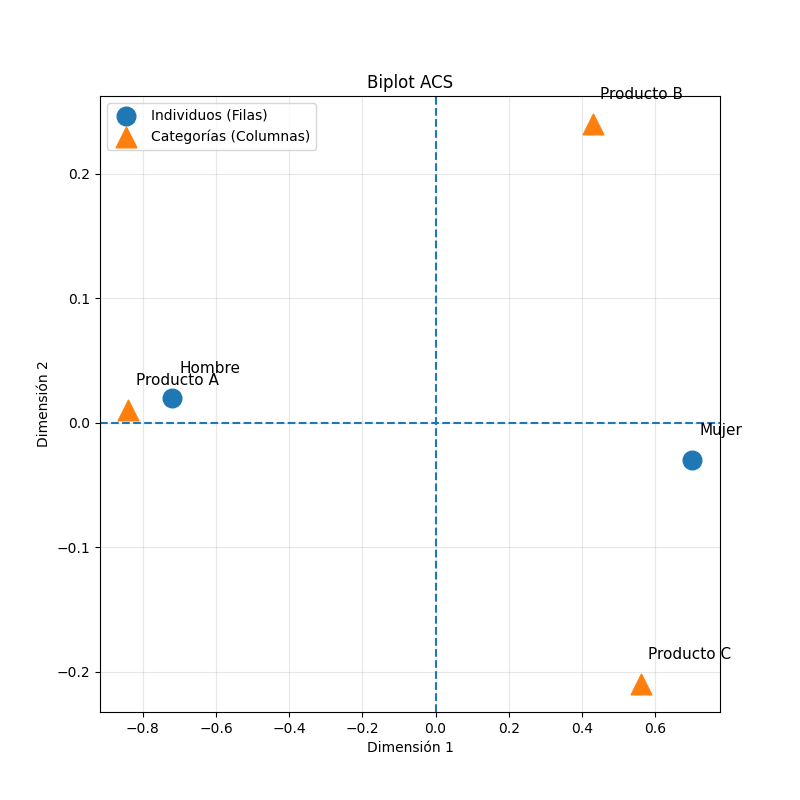 Biplot ACS
Individuos (Filas)
Categorías (Columnas)
Producto B
Hombre
Producto A
Mujer
Producto C
0.2
0.1
0.0
−0.1
−0.2
Dimensión 2
−0.8
−0.6
−0.4
−0.2
0.0
0.2
0.4
0.6
Dimensión 1